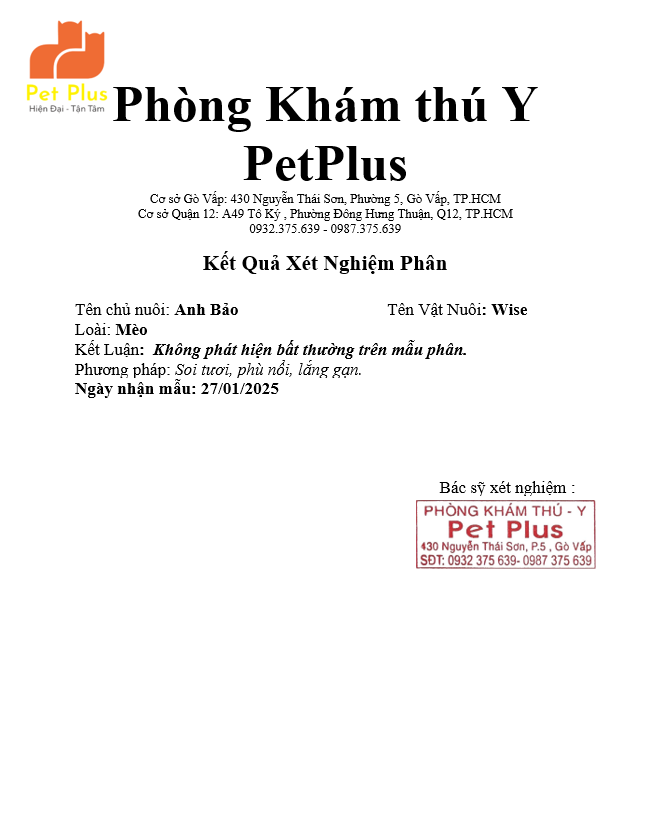 Pet Plus
Hiện Đại - Tận Tâm
Phòng Khám thú Y
PetPlus
Cơ sở Gò Vấp: 430 Nguyễn Thái Sơn, Phường 5, Gò Vấp, TP.HCM
Cơ sở Quận 12: A49 Tô Ký , Phường Đông Hưng Thuận, Q12, TP.HCM
0932.375.639 - 0987.375.639
Kết Quả Xét Nghiệm Phân
Tên chủ nuôi: Anh Bảo Tên Vật Nuôi: Wise
Loài: Mèo
Kết Luận: Không phát hiện bất thường trên mẫu phân.
Phương pháp: Soi tươi, phù nổi, lắng gạn.
Ngày nhận mẫu: 27/01/2025
Bác sỹ xét nghiệm :
PHÒNG KHÁM THÚ - Y
Pet Plus
430 Nguyễn Thái Sơn, P.5 , Gò Vấp
SĐT: 0932 375 639- 0987 375 639